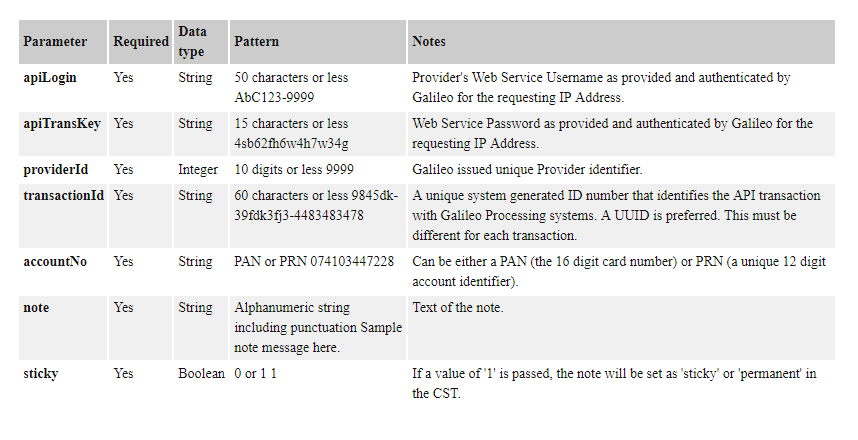 Parameter Required Data type Pattern Notes
apiLogin Yes String 50 characters or less Provider's Web Service Username as provided and authenticated by
AbC123-9999 Galileo for the requesting IP Address.
apiTransKey Yes String 15 characters or less Web Service Password as provided and authenticated by Galileo for the
4sb62fh6w4h7w34g requesting IP Address.
providerId Yes Integer 10 digits or less 9999 Galileo issued unique Provider identifier.
transactionId Yes String 60 characters or less 9845dk- A unique system generated ID number that identifies the API transaction
39fdk3fj3-4483483478 with Galileo Processing systems. A UUID is preferred. This must be
different for each transaction.
accountNo Yes String PAN or PRN 074103447228 Can be either a PAN (the 16 digit card number) or PRN (a unique 12 digit
account identifier).
note Yes String Alphanumeric string Text of the note.
including punctuation Sample
note message here.
sticky Yes Boolean 0 or 1 1 If a value of '1' is passed, the note will be set as 'sticky' or 'permanent' in
the CST.